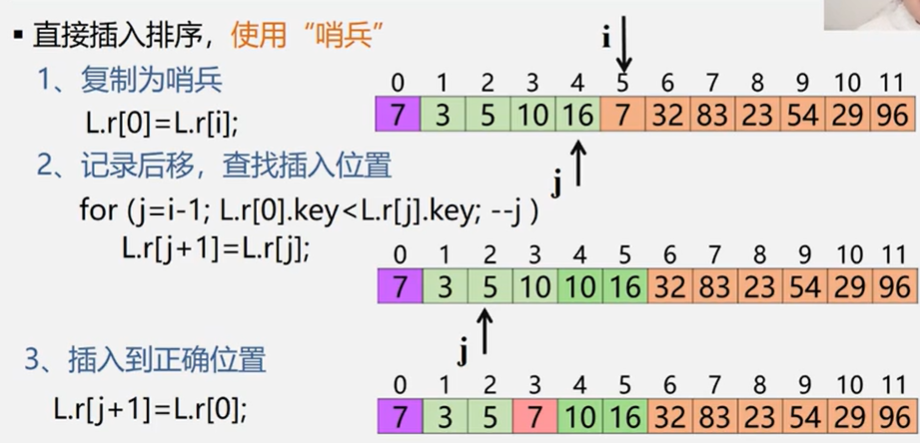 ▪ 直接插入排序，使用“哨兵”
1、复制为哨兵
L.r[0]=L.r[i];
i
0 1 2 3 4 5 6 7 8 9 10 11
7 3 5 10 16 7 32 83 23 54 29 96
j
2、记录后移，查找插入位置
for (j=i-1; L.r[0].key<L.r[j].key; --j )
L.r[j+1]=L.r[j];
0 1 2 3 4 5 6 7 8 9 10 11
7 3 5 10 10 16 32 83 23 54 29 96
j
3、插入到正确位置
L.r[j+1]=L.r[0];
0 1 2 3 4 5 6 7 8 9 10 11
7 3 5 7 10 16 32 83 23 54 29 96